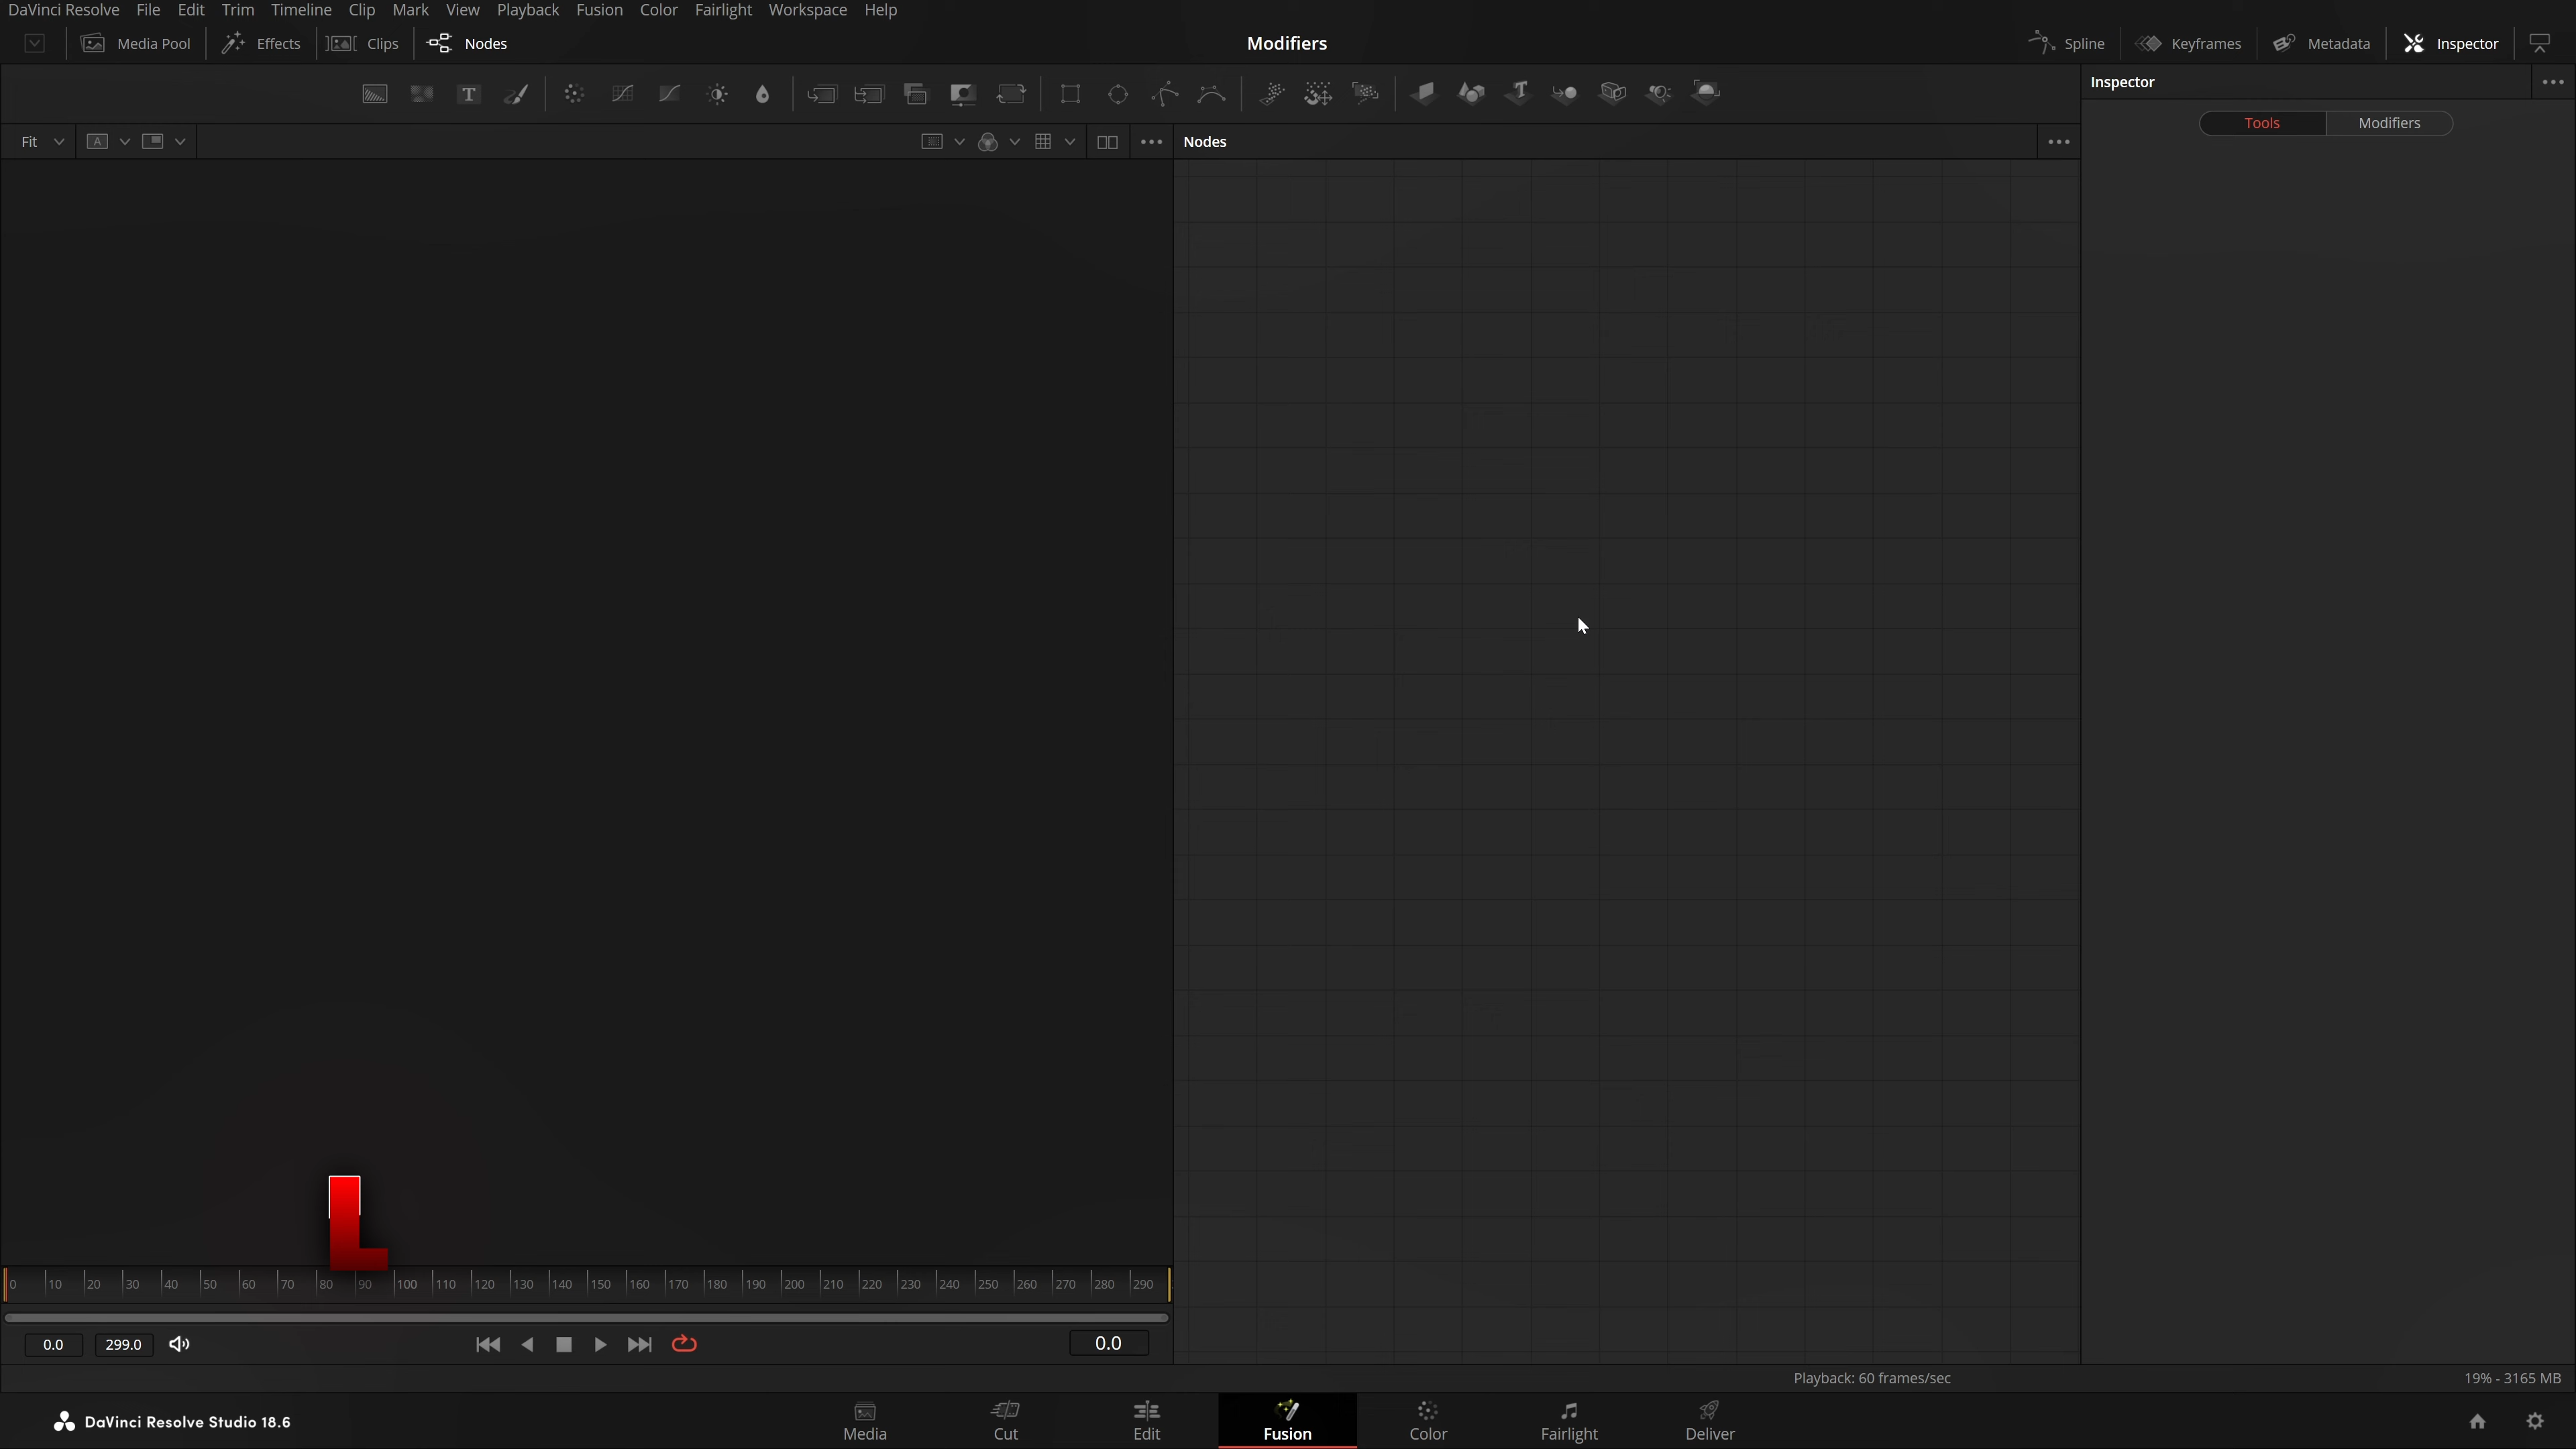 DaVinci Resolve File Edit Trim Timeline Clip Mark View Playback Fusion Color Fairlight Workspace Help
Media Pool Effects Clips Nodes Modifiers Spline Keyframes Metadata Inspector
T T Inspector
Tools Modifiers
Fit A Nodes
L
0 10 20 30 40 50 60 70 80 90 100 110 120 130 140 150 160 170 180 190 200 210 220 230 240 250 260 270 280 290
0.0 299.0 0.0
Playback: 60 frames/sec 19% - 3165 MB
DaVinci Resolve Studio 18.6 Media Cut Edit Fusion Color Fairlight Deliver